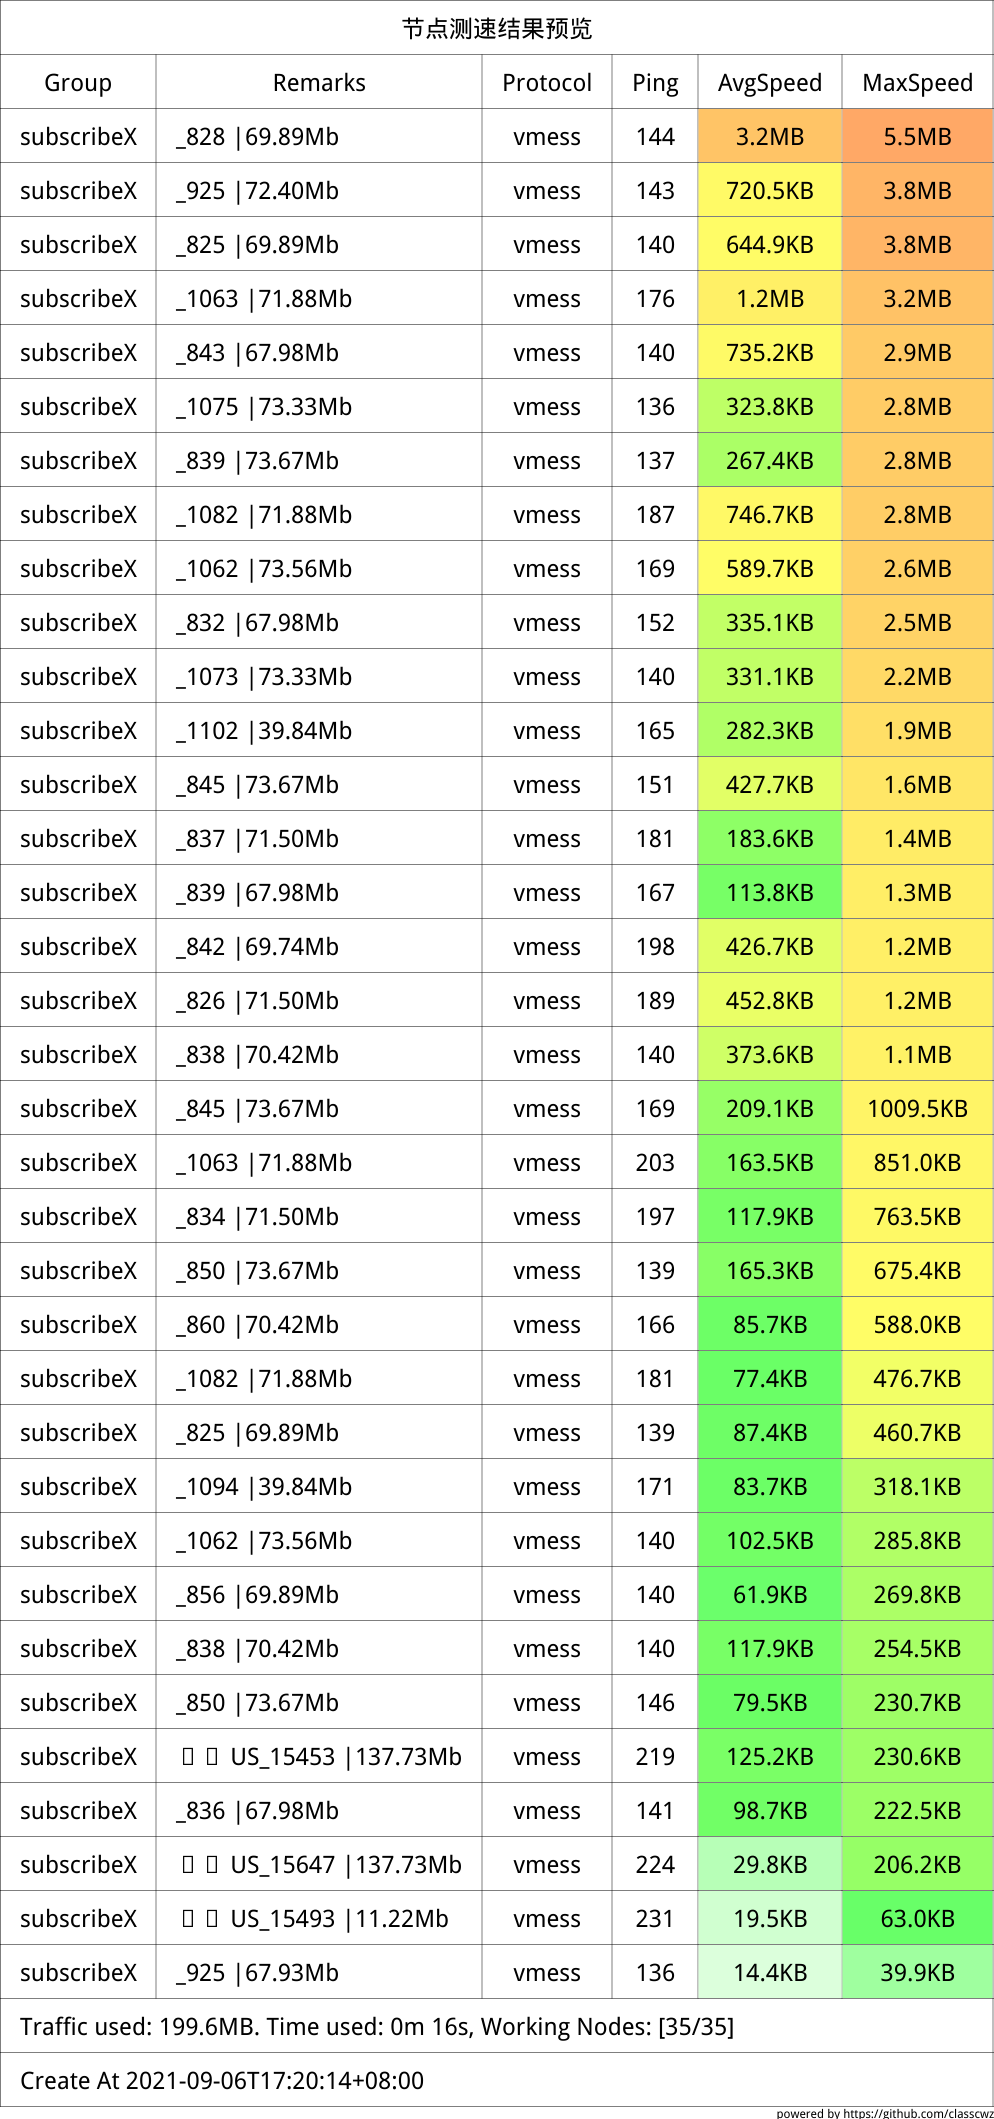 节点测速结果预览
Group Remarks Protocol Ping AvgSpeed MaxSpeed
subscribeX _828 |69.89Mb vmess 144 3.2MB 5.5MB
subscribeX _925 |72.40Mb vmess 143 720.5KB 3.8MB
subscribeX _825 |69.89Mb vmess 140 644.9KB 3.8MB
subscribeX _1063 |71.88Mb vmess 176 1.2MB 3.2MB
subscribeX _843 |67.98Mb vmess 140 735.2KB 2.9MB
subscribeX _1075 |73.33Mb vmess 136 323.8KB 2.8MB
subscribeX _839 |73.67Mb vmess 137 267.4KB 2.8MB
subscribeX _1082 |71.88Mb vmess 187 746.7KB 2.8MB
subscribeX _1062 |73.56Mb vmess 169 589.7KB 2.6MB
subscribeX _832 |67.98Mb vmess 152 335.1KB 2.5MB
subscribeX _1073 |73.33Mb vmess 140 331.1KB 2.2MB
subscribeX _1102 |39.84Mb vmess 165 282.3KB 1.9MB
subscribeX _845 |73.67Mb vmess 151 427.7KB 1.6MB
subscribeX _837 |71.50Mb vmess 181 183.6KB 1.4MB
subscribeX _839 |67.98Mb vmess 167 113.8KB 1.3MB
subscribeX _842 |69.74Mb vmess 198 426.7KB 1.2MB
subscribeX _826 |71.50Mb vmess 189 452.8KB 1.2MB
subscribeX _838 |70.42Mb vmess 140 373.6KB 1.1MB
subscribeX _845 |73.67Mb vmess 169 209.1KB 1009.5KB
subscribeX _1063 |71.88Mb vmess 203 163.5KB 851.0KB
subscribeX _834 |71.50Mb vmess 197 117.9KB 763.5KB
subscribeX _850 |73.67Mb vmess 139 165.3KB 675.4KB
subscribeX _860 |70.42Mb vmess 166 85.7KB 588.0KB
subscribeX _1082 |71.88Mb vmess 181 77.4KB 476.7KB
subscribeX _825 |69.89Mb vmess 139 87.4KB 460.7KB
subscribeX _1094 |39.84Mb vmess 171 83.7KB 318.1KB
subscribeX _1062 |73.56Mb vmess 140 102.5KB 285.8KB
subscribeX _856 |69.89Mb vmess 140 61.9KB 269.8KB
subscribeX _838 |70.42Mb vmess 140 117.9KB 254.5KB
subscribeX _850 |73.67Mb vmess 146 79.5KB 230.7KB
subscribeX US_15453 |137.73Mb vmess 219 125.2KB 230.6KB
subscribeX _836 |67.98Mb vmess 141 98.7KB 222.5KB
subscribeX US_15647 |137.73Mb vmess 224 29.8KB 206.2KB
subscribeX US_15493 |11.22Mb vmess 231 19.5KB 63.0KB
subscribeX _925 |67.93Mb vmess 136 14.4KB 39.9KB
Traffic used: 199.6MB. Time used: 0m 16s, Working Nodes: [35/35]
Create At 2021-09-06T17:20:14+08:00
powered by https://github.com/classcwz